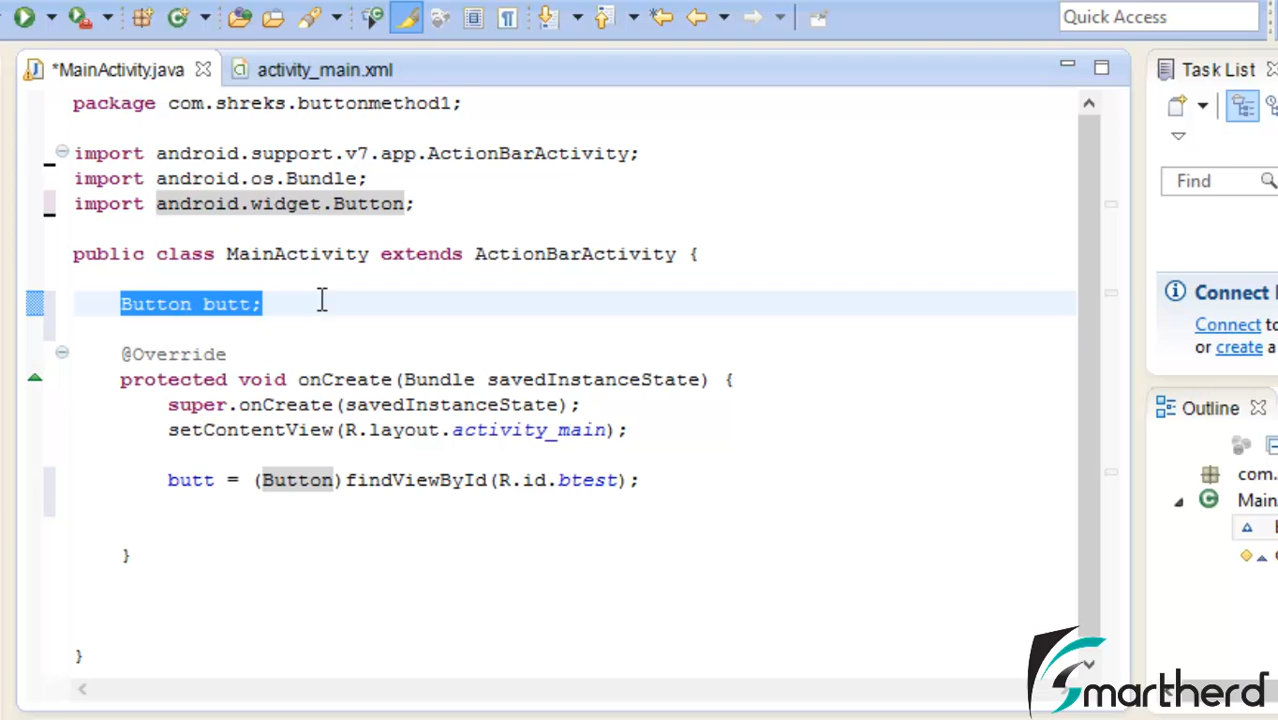 Quick Access
*MainActivity.java
activity_main.xml
Task List
package com.shreks.buttonmethod1;
import android.support.v7.app.ActionBarActivity;
import android.os.Bundle;
import android.widget.Button;
Find
public class MainActivity extends ActionBarActivity {
Button butt;
Connect
Connect to
or create a
@Override
protected void onCreate(Bundle savedInstanceState) {
super.onCreate(savedInstanceState);
setContentView(R.layout.activity_main);
Outline
butt = (Button)findViewById(R.id.btest);
com.
Main
}
}
Smartherd